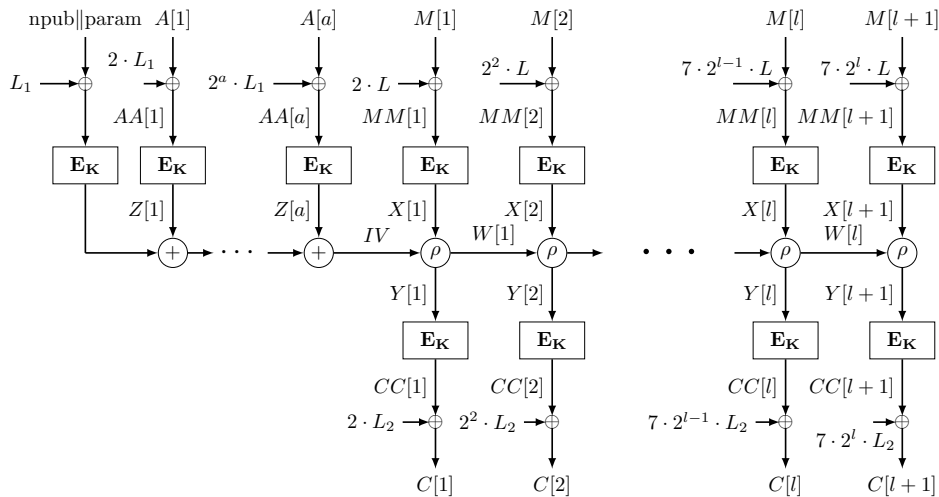 npub∥param A[1] A[a] M[1] M[2] M[l] M[l + 1]
L₁ 2 · L₁ 2ᵃ · L₁ 2 · L 2² · L 7 · 2ˡ⁻¹ · L 7 · 2ˡ · L
AA[1] AA[a] MM[1] MM[2] MM[l] MM[l + 1]
E_K E_K E_K E_K E_K E_K E_K
Z[1] Z[a] X[1] X[2] X[l] X[l + 1]
+ · · · + IV ρ W[1] ρ · · · ρ W[l] ρ
Y[1] Y[2] Y[l] Y[l + 1]
E_K E_K E_K E_K
CC[1] CC[2] CC[l] CC[l + 1]
2 · L₂ 2² · L₂ 7 · 2ˡ⁻¹ · L₂ 7 · 2ˡ · L₂
C[1] C[2] C[l] C[l + 1]